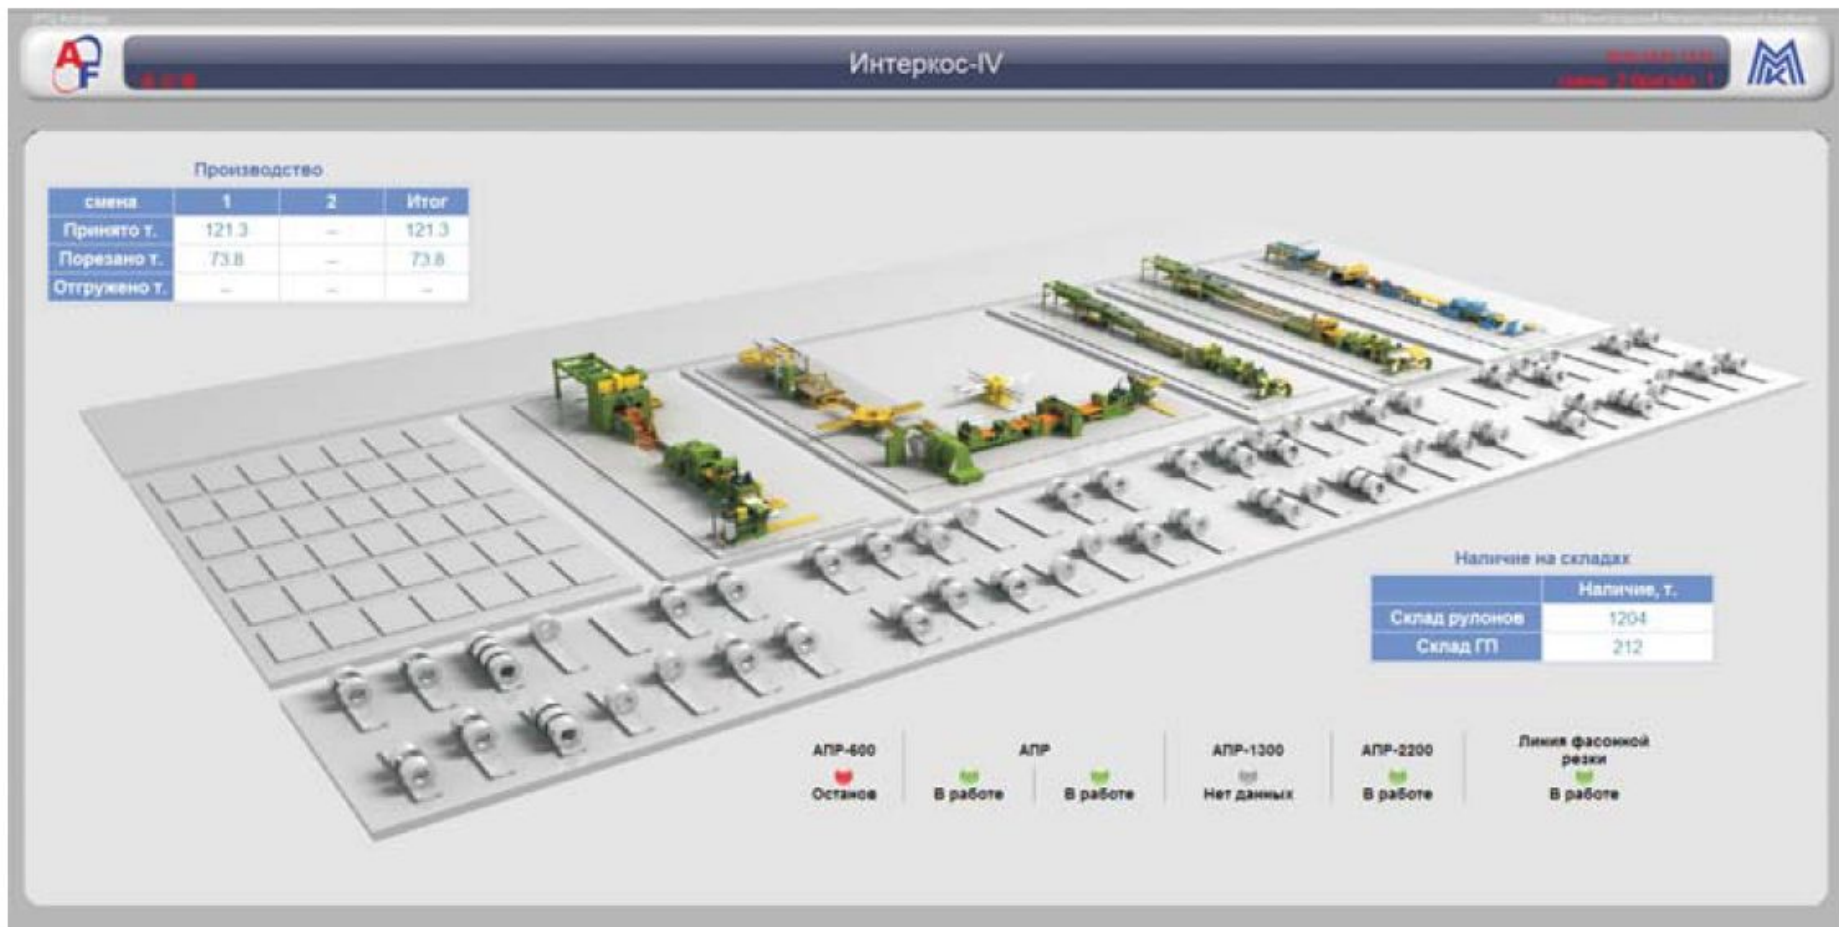 Интеркос-IV
Производство
смена 1 2 Итог
Принято т. 121.3 – 121.3
Порезано т. 73.8 – 73.8
Отгружено т. – – –
Наличие на складах
Наличие, т.
Склад рулонов 1204
Склад ГП 212
АПР-600 АПР АПР-1300 АПР-2200 Линия фасонкой
резки
Останов В работе В работе Нет данных В работе В работе